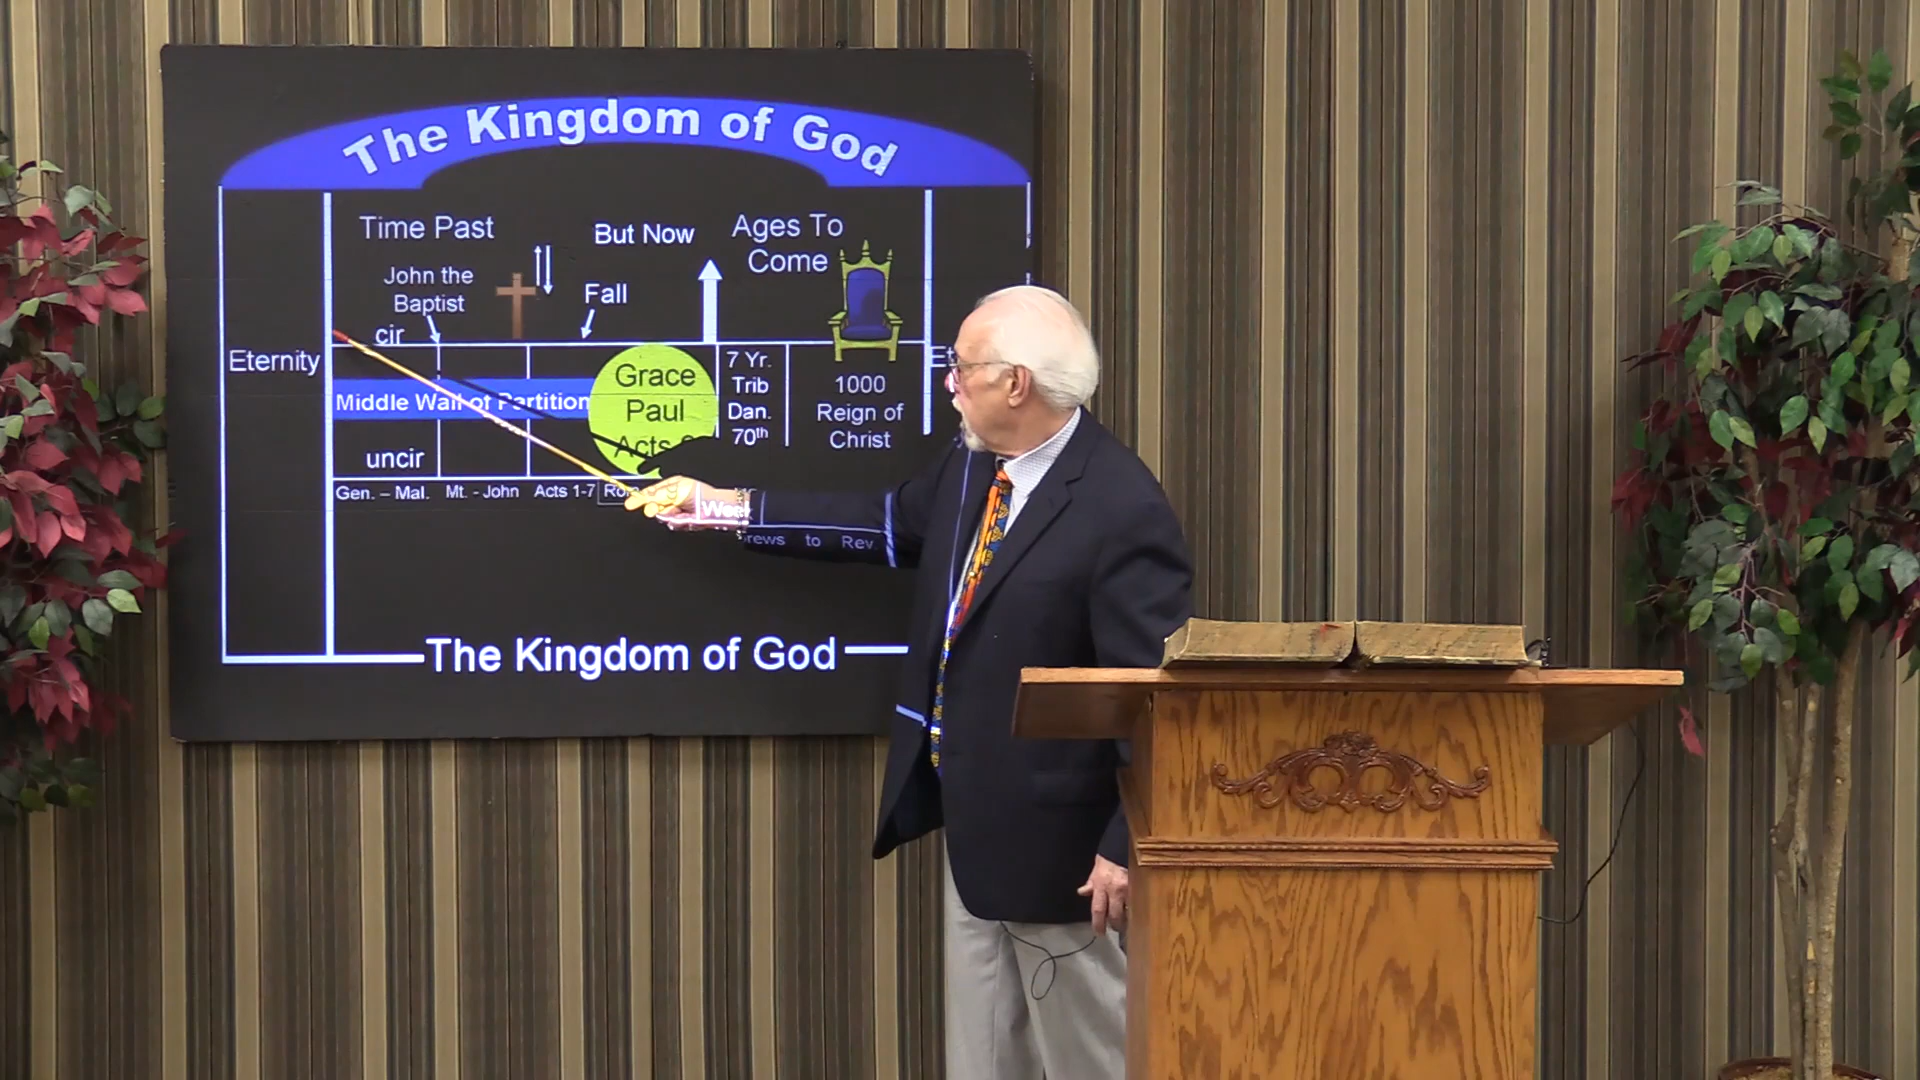 The Kingdom of God
Time Past
But Now
Ages To
Come
John the
Baptist
Fall
cir
Eternity
Middle Wall of Partition
Grace
Paul
Acts
7 Yr.
Trib
Dan.
70th
1000
Reign of
Christ
uncir
Gen. – Mal. Mt. - John Acts 1-7
to Rev
The Kingdom of God